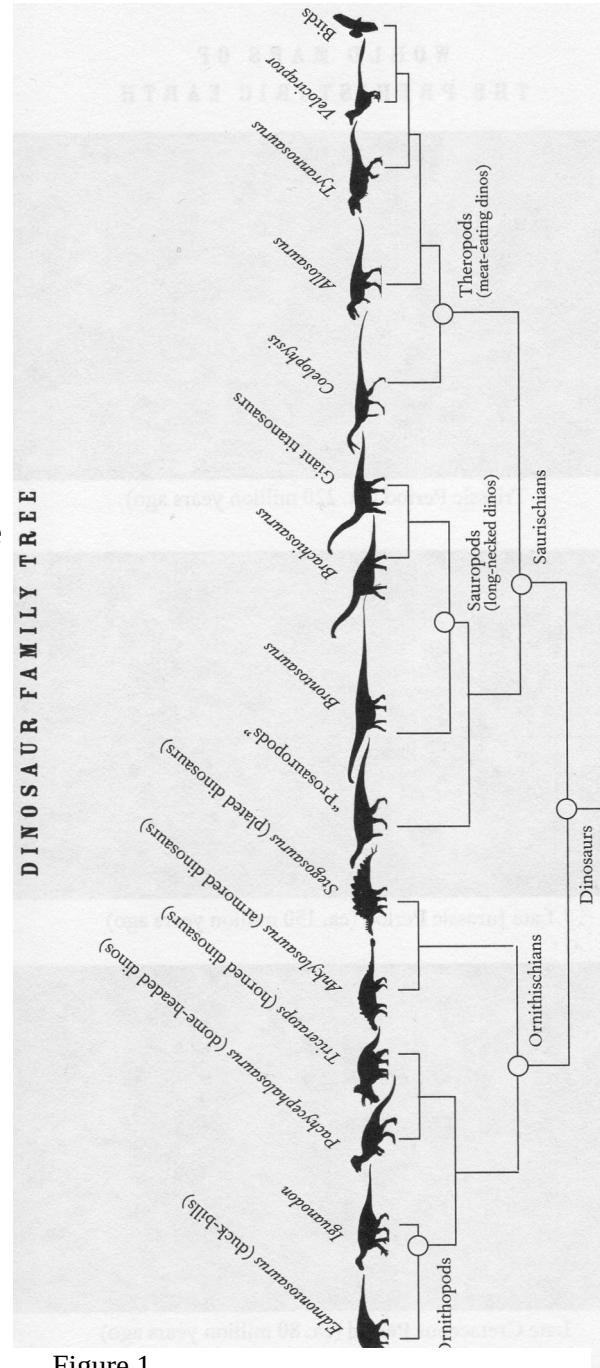 DINOSAUR FAMILY TREE
Edmontosaurus (duck-bills)
Iguanodon
Pachycephalosaurus (dome-headed dinos)
Triceratops (horned dinosaurs)
Ankylosaurus (armored dinosaurs)
Stegosaurus (plated dinosaurs)
"Prosauropods"
Brontosaurus
Brachiosaurus
Giant titanosaurs
Coelophysis
Allosaurus
Tyrannosaurus
Velociraptor
Birds
Ornithopods
Sauropods
(long-necked dinos)
Theropods
(meat-eating dinos)
Ornithischians
Saurischians
Dinosaurs
Figure 1